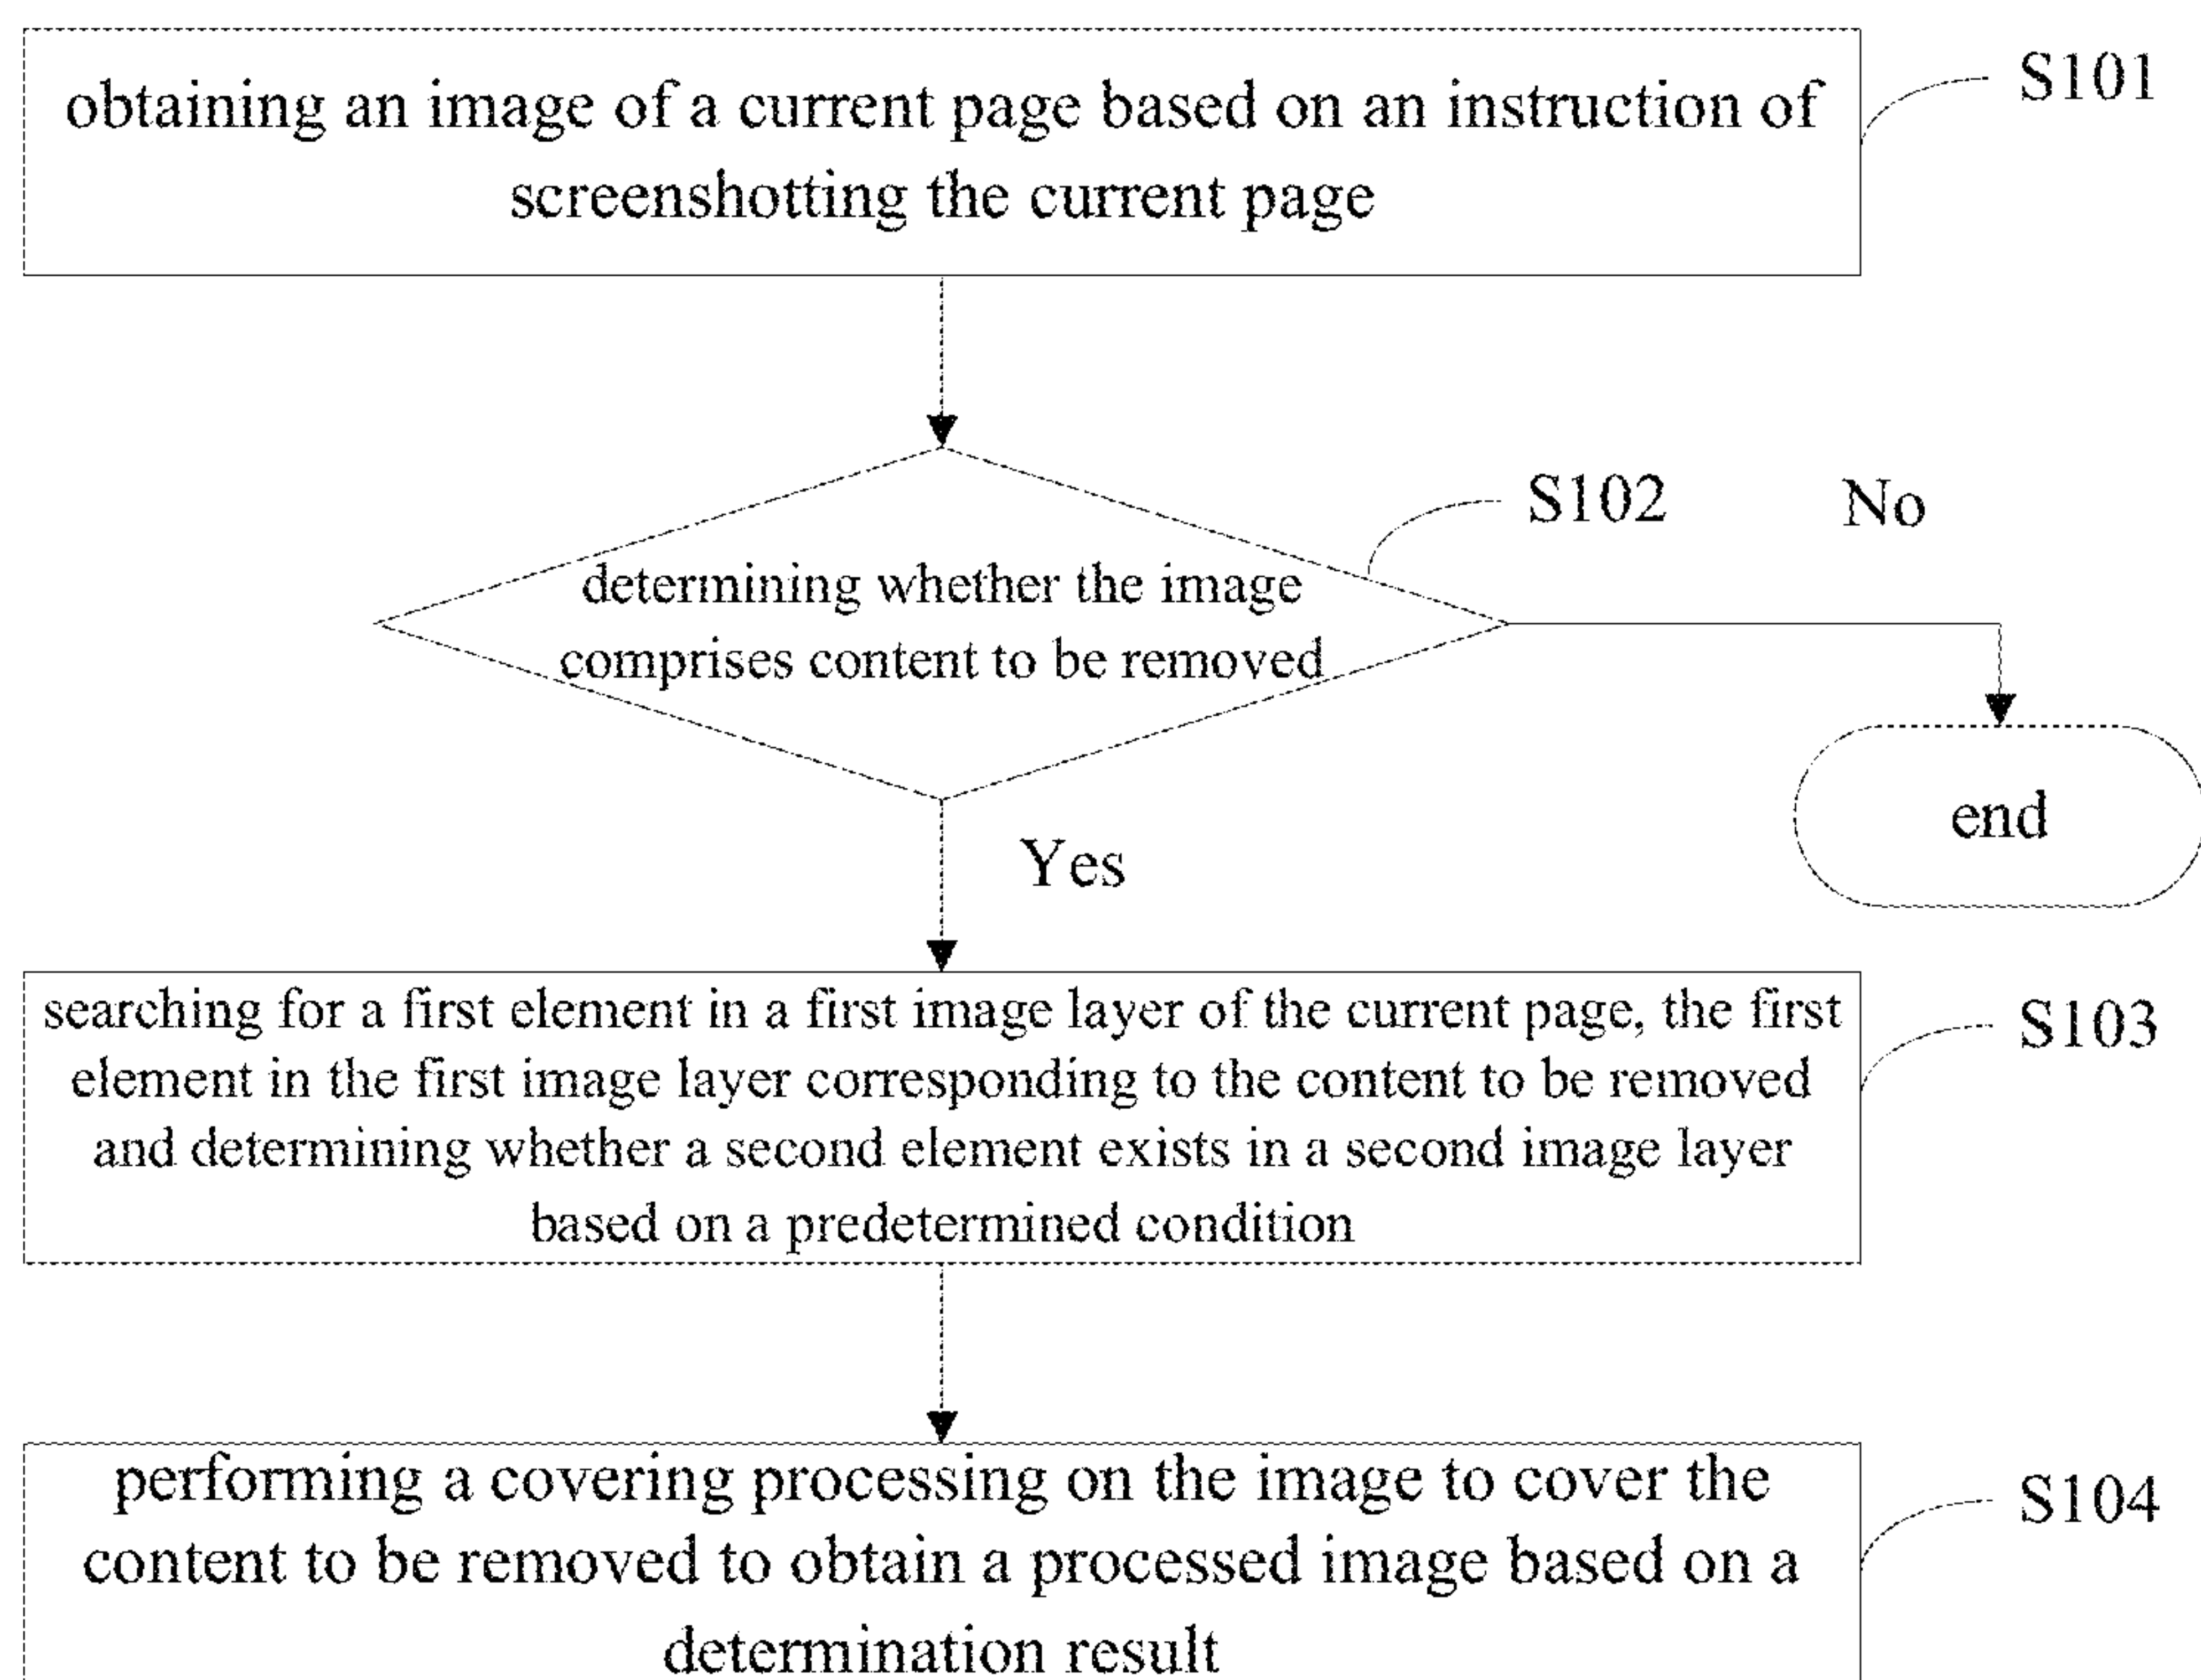 obtaining an image of a current page based on an instruction of
screenshotting the current page
S101
determining whether the image
comprises content to be removed
S102
No
end
Yes
searching for a first element in a first image layer of the current page, the first
element in the first image layer corresponding to the content to be removed
and determining whether a second element exists in a second image layer
based on a predetermined condition
S103
performing a covering processing on the image to cover the
content to be removed to obtain a processed image based on a
determination result
S104